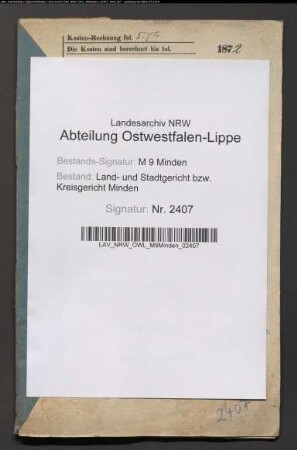 Kosten-Rechnung fol.
Die Kosten sind berechnet bis fol. 1872
Landesarchiv NRW
Abteilung Ostwestfalen-Lippe
Bestands-Signatur: M 9 Minden
Bestand: Land- und Stadtgericht bzw.
Kreisgericht Minden
Signatur: Nr. 2407
LAV_NRW_OWL_M9Minden_02407
2407